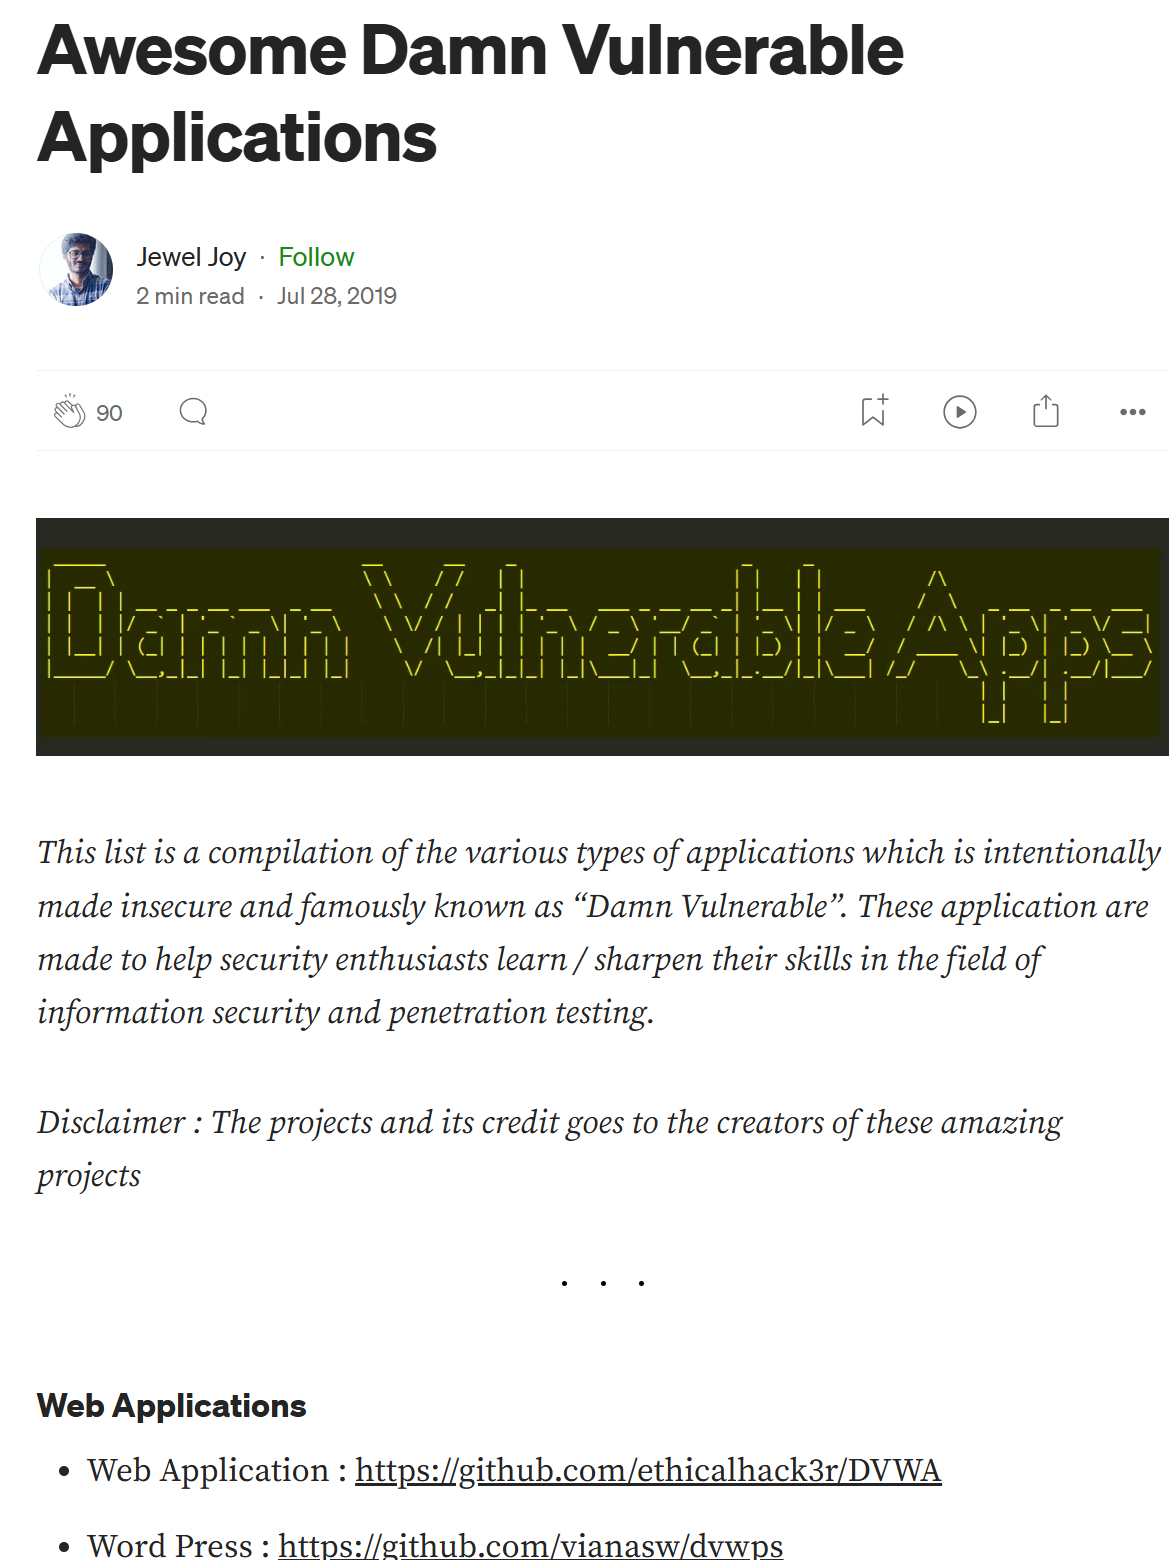 Awesome Damn Vulnerable
Applications
Jewel Joy · Follow
2 min read · Jul 28, 2019
90
Damn Vulnerable Apps
This list is a compilation of the various types of applications which is intentionally
made insecure and famously known as “Damn Vulnerable”. These application are
made to help security enthusiasts learn / sharpen their skills in the field of
information security and penetration testing.
Disclaimer : The projects and its credit goes to the creators of these amazing
projects
. . .
Web Applications
• Web Application : https://github.com/ethicalhack3r/DVWA
• Word Press : https://github.com/vianasw/dvwps